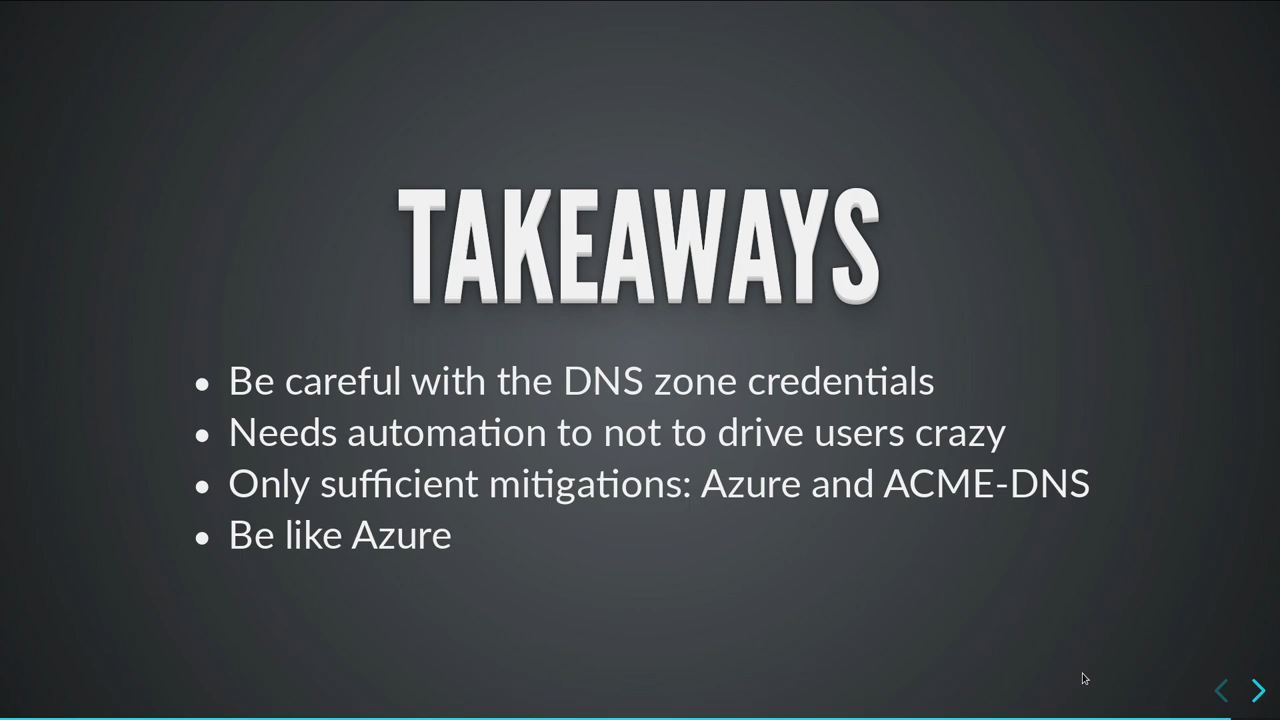 TAKEAWAYS
• Be careful with the DNS zone credentials
• Needs automation to not to drive users crazy
• Only sufficient mitigations: Azure and ACME-DNS
• Be like Azure